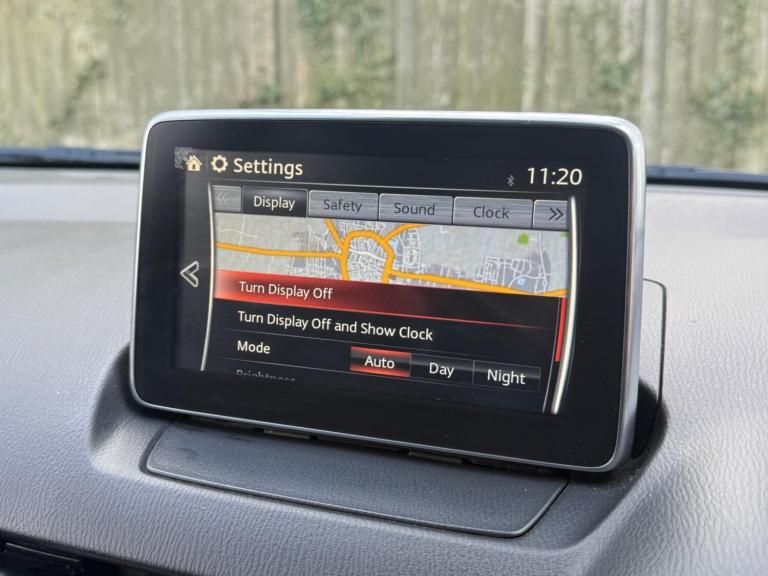 Settings
11:20
Display Safety Sound Clock
Turn Display Off
Turn Display Off and Show Clock
Mode Auto Day Night
Brightness